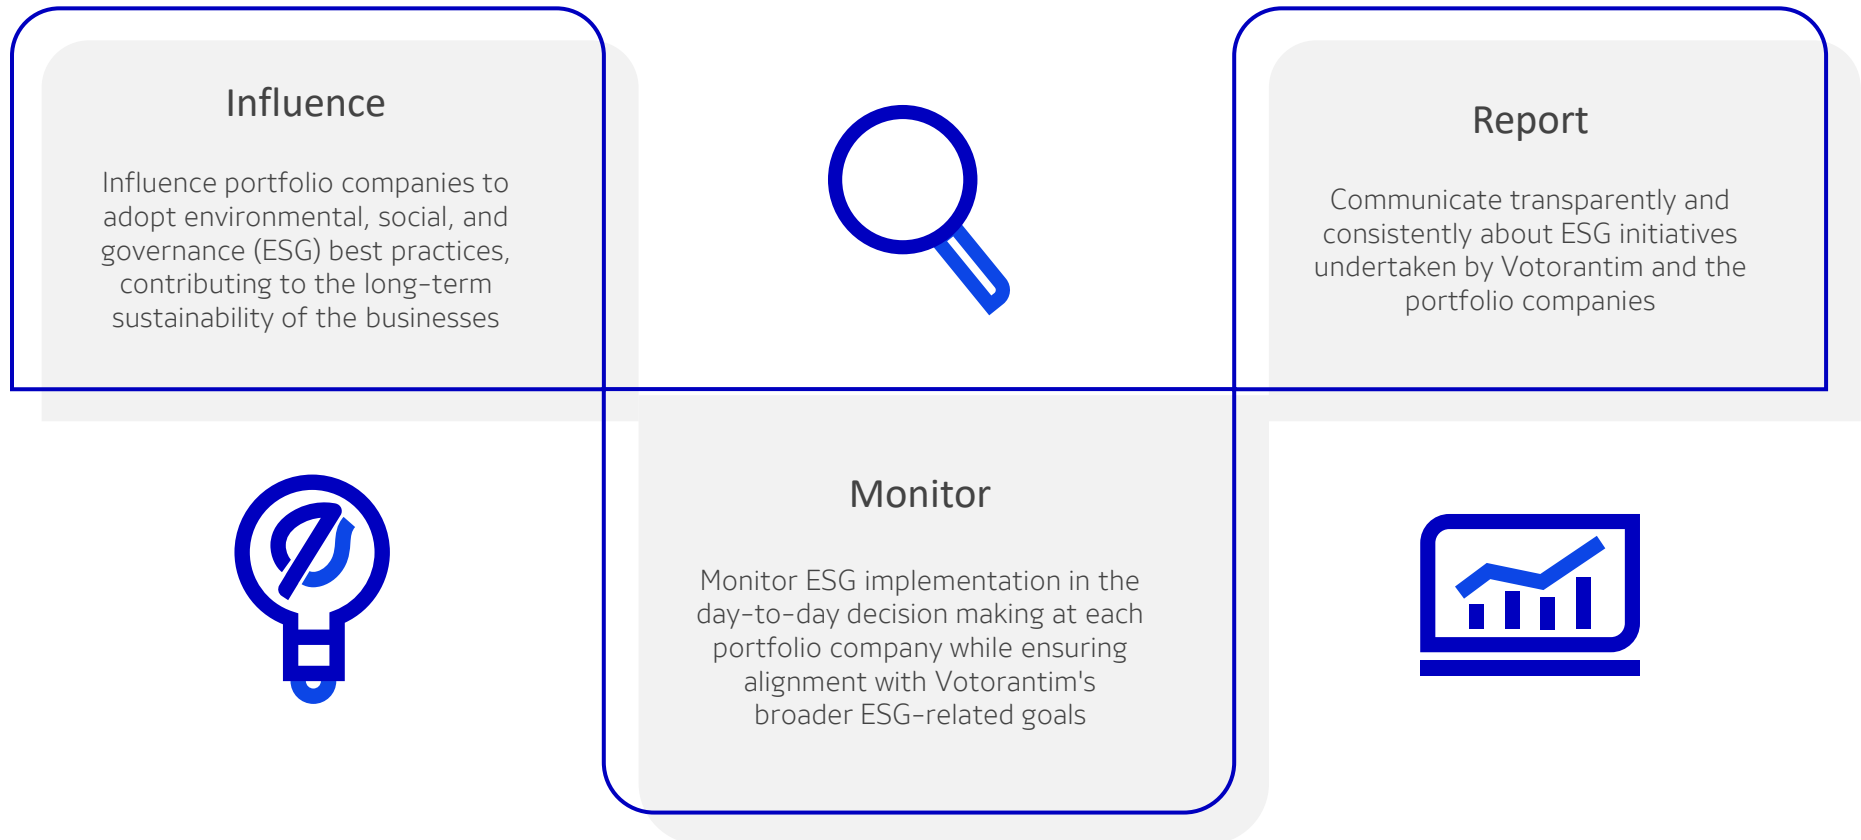 Influence
Influence portfolio companies to
adopt environmental, social, and
governance (ESG) best practices,
contributing to the long-term
sustainability of the businesses
Monitor
Monitor ESG implementation in the
day-to-day decision making at each
portfolio company while ensuring
alignment with Votorantim's
broader ESG-related goals
Report
Communicate transparently and
consistently about ESG initiatives
undertaken by Votorantim and the
portfolio companies